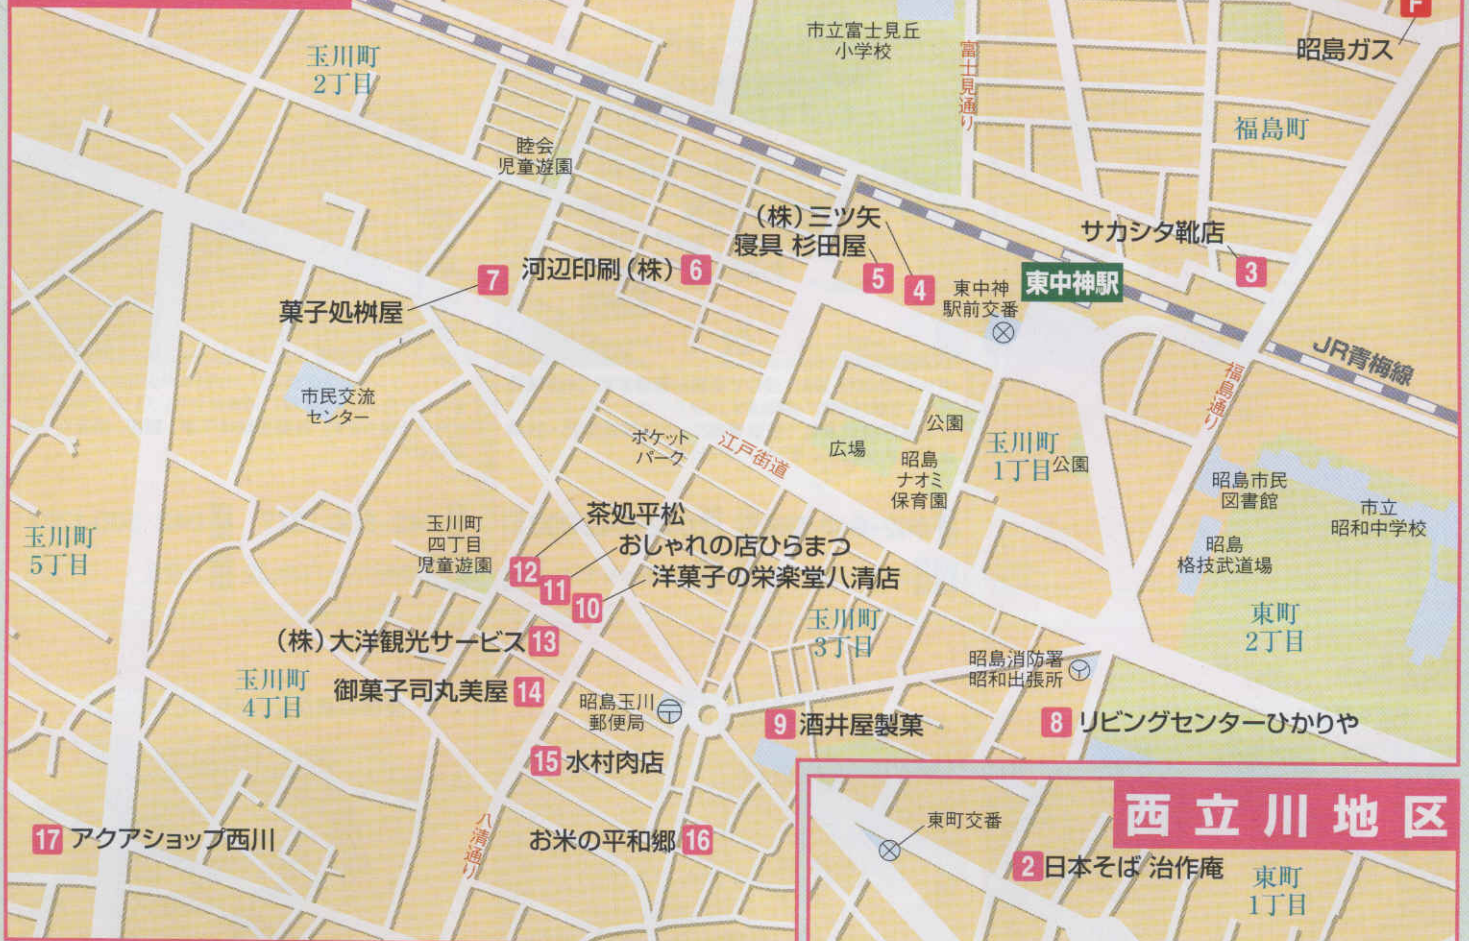 F
昭島ガス
市立富士見丘
小学校
富士見通り
玉川町
2丁目
福島町
睦会
児童遊園
(株)三ツ矢
寝具 杉田屋
サカシタ靴店
3
河辺印刷(株) 6
7
5
4
東中神
駅前交番
東中神駅
菓子処桝屋
JR青梅線
福島通り
市民交流
センター
ポケット
パーク
江戸街道
広場
公園
昭島
ナオミ
保育園
玉川町
1丁目
公園
昭島市民
図書館
市立
昭和中学校
昭島
格技武道場
玉川町
5丁目
玉川町
四丁目
児童遊園
茶処平松
おしゃれの店ひらまつ
洋菓子の栄楽堂八清店
12
11
10
玉川町
3丁目
東町
2丁目
(株)大洋観光サービス 13
昭島消防署
昭和出張所
玉川町
4丁目
御菓子司丸美屋 14
昭島玉川
郵便局
9 酒井屋製菓
8 リビングセンターひかりや
15 水村肉店
八清通り
17 アクアショップ西川
お米の平和郷 16
西立川地区
東町交番
2 日本そば 治作庵
東町
1丁目